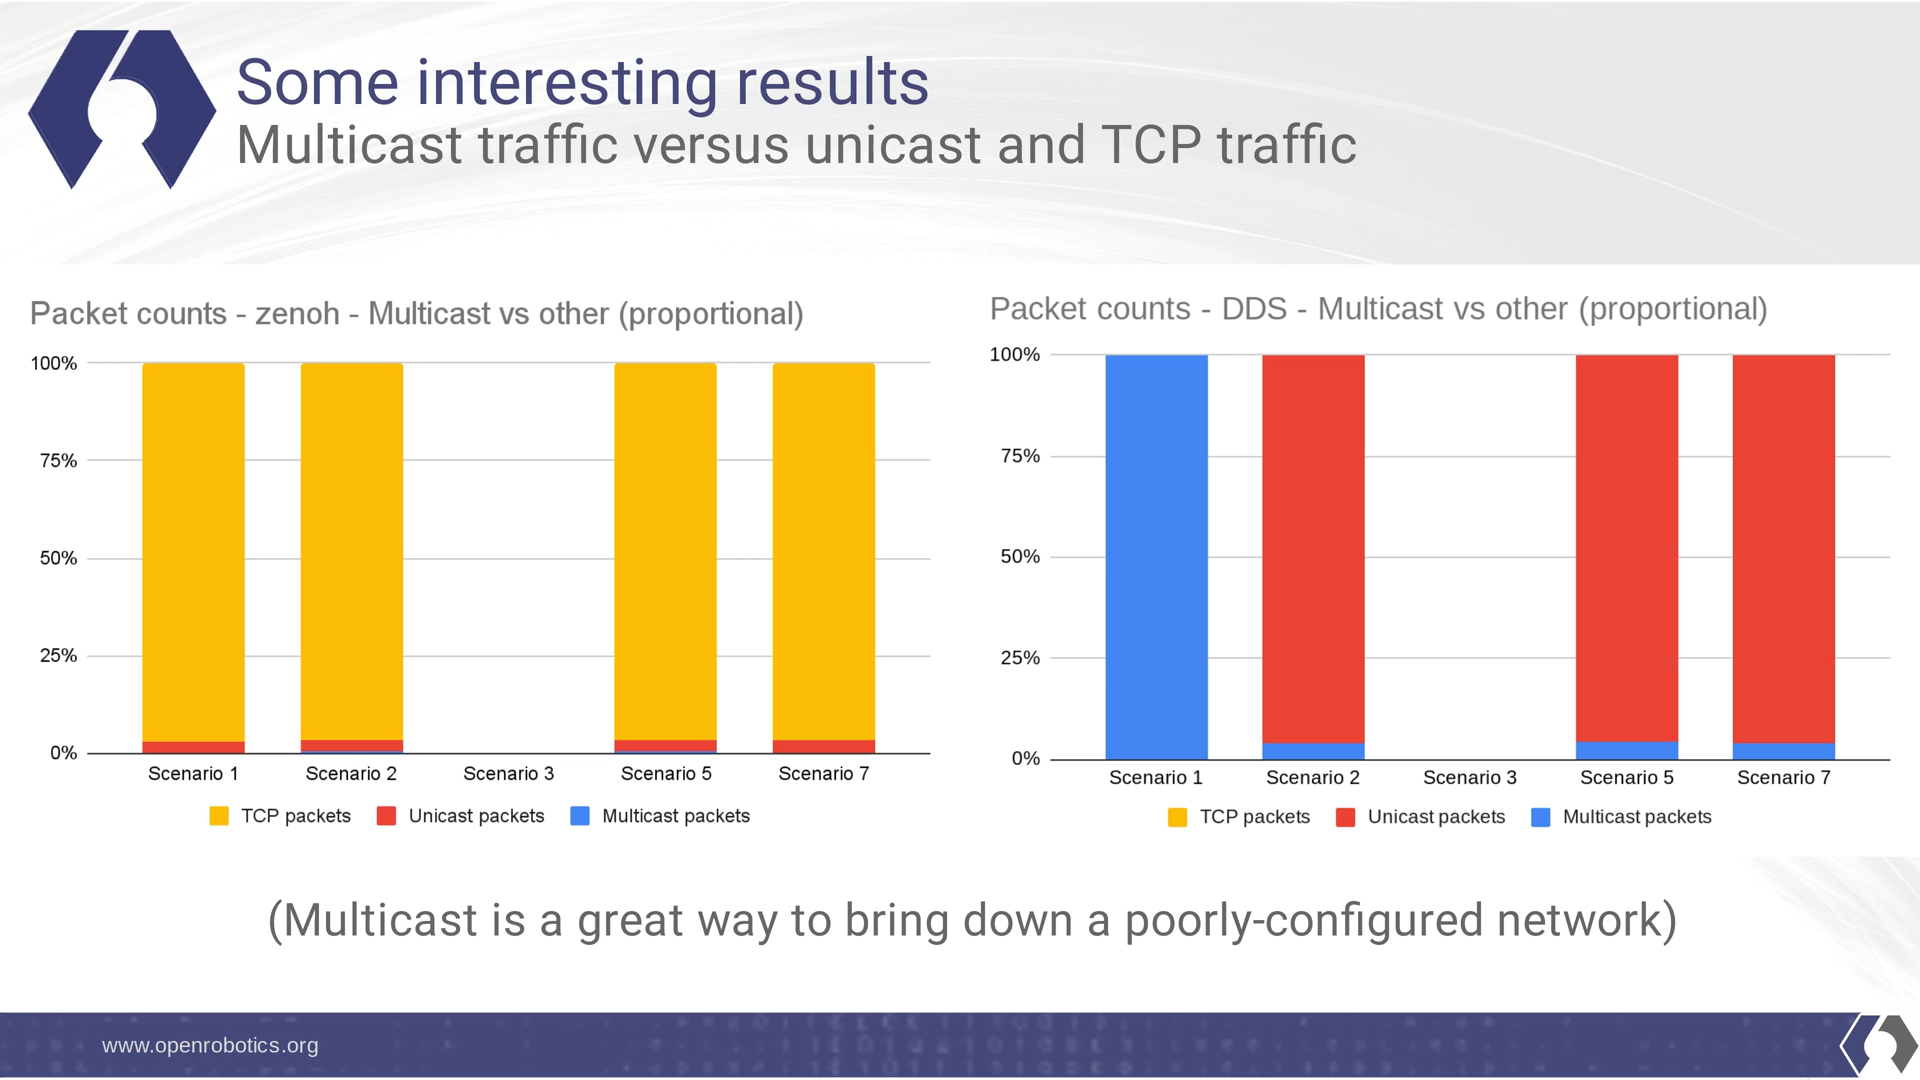 Some interesting results
Multicast traffic versus unicast and TCP traffic
Packet counts - zenoh - Multicast vs other (proportional)
100%
75%
50%
25%
0%
Scenario 1 Scenario 2 Scenario 3 Scenario 5 Scenario 7
TCP packets Unicast packets Multicast packets
Packet counts - DDS - Multicast vs other (proportional)
100%
75%
50%
25%
0%
Scenario 1 Scenario 2 Scenario 3 Scenario 5 Scenario 7
TCP packets Unicast packets Multicast packets
(Multicast is a great way to bring down a poorly-configured network)
www.openrobotics.org